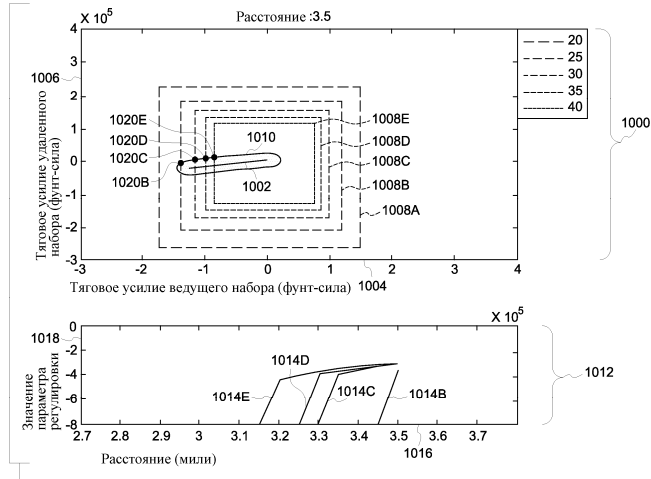 Расстояние :3.5
X 10⁵
4
3
2
1
0
-1
-2
-3
-3 -2 -1 0 1 2 3 4
Тяговое усилие удаленного набора (фунт-сила)
Тяговое усилие ведущего набора (фунт-сила)
1006
1004
1000
20
25
30
35
40
1020E
1020D
1020C
1020B
1010
1002
1008E
1008D
1008C
1008B
1008A
X 10⁵
1018
0
-2
-4
-6
-8
Значение параметра регулировки
1014D
1014E
1014C
1014B
1012
2.7 2.8 2.9 3 3.1 3.2 3.3 3.4 3.5 3.6 3.7
1016
Расстояние (мили)